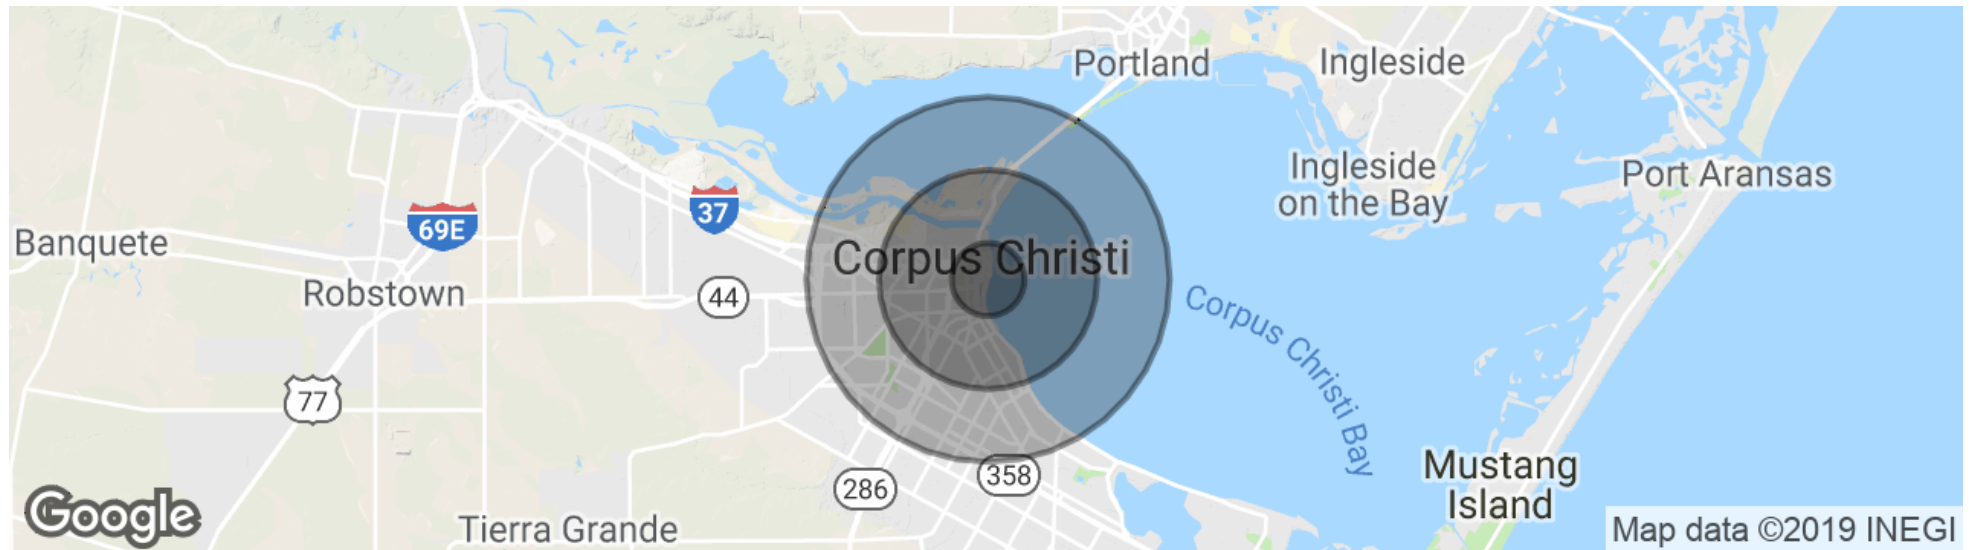 Portland
Ingleside
Ingleside
on the Bay
Port Aransas
37
69E
Banquete
Corpus Christi
Robstown
44
Corpus Christi Bay
77
Mustang
Island
358
286
Google
Tierra Grande
Map data ©2019 INEGI